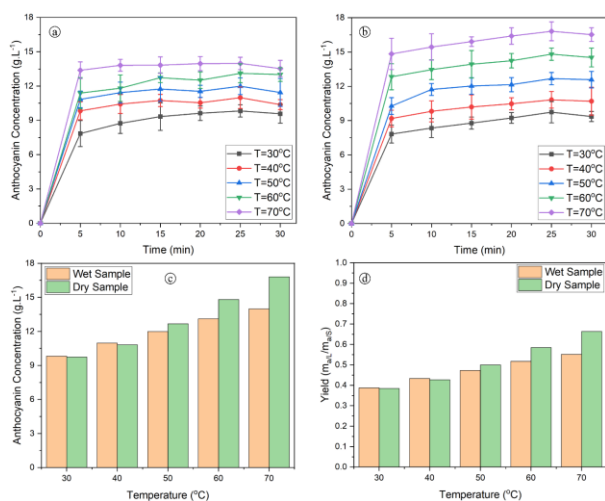 ⓐ
Anthocyanin Concentration (g.L⁻¹)
18
15
12
9
6
3
0
0 5 10 15 20 25 30
Time (min)
T=30°C
T=40°C
T=50°C
T=60°C
T=70°C
ⓑ
Anthocyanin Concentration (g.L⁻¹)
18
15
12
9
6
3
0
0 5 10 15 20 25 30
Time (min)
T=30°C
T=40°C
T=50°C
T=60°C
T=70°C
ⓒ
Wet Sample
Dry Sample
Anthocyanin Concentration (g.L⁻¹)
18
15
12
9
6
3
0
30 40 50 60 70
Temperature (°C)
ⓓ
Wet Sample
Dry Sample
Yield (mₐ/L/mₐ/S)
1.0
0.9
0.8
0.7
0.6
0.5
0.4
0.3
0.2
0.1
0.0
30 40 50 60 70
Temperature (°C)